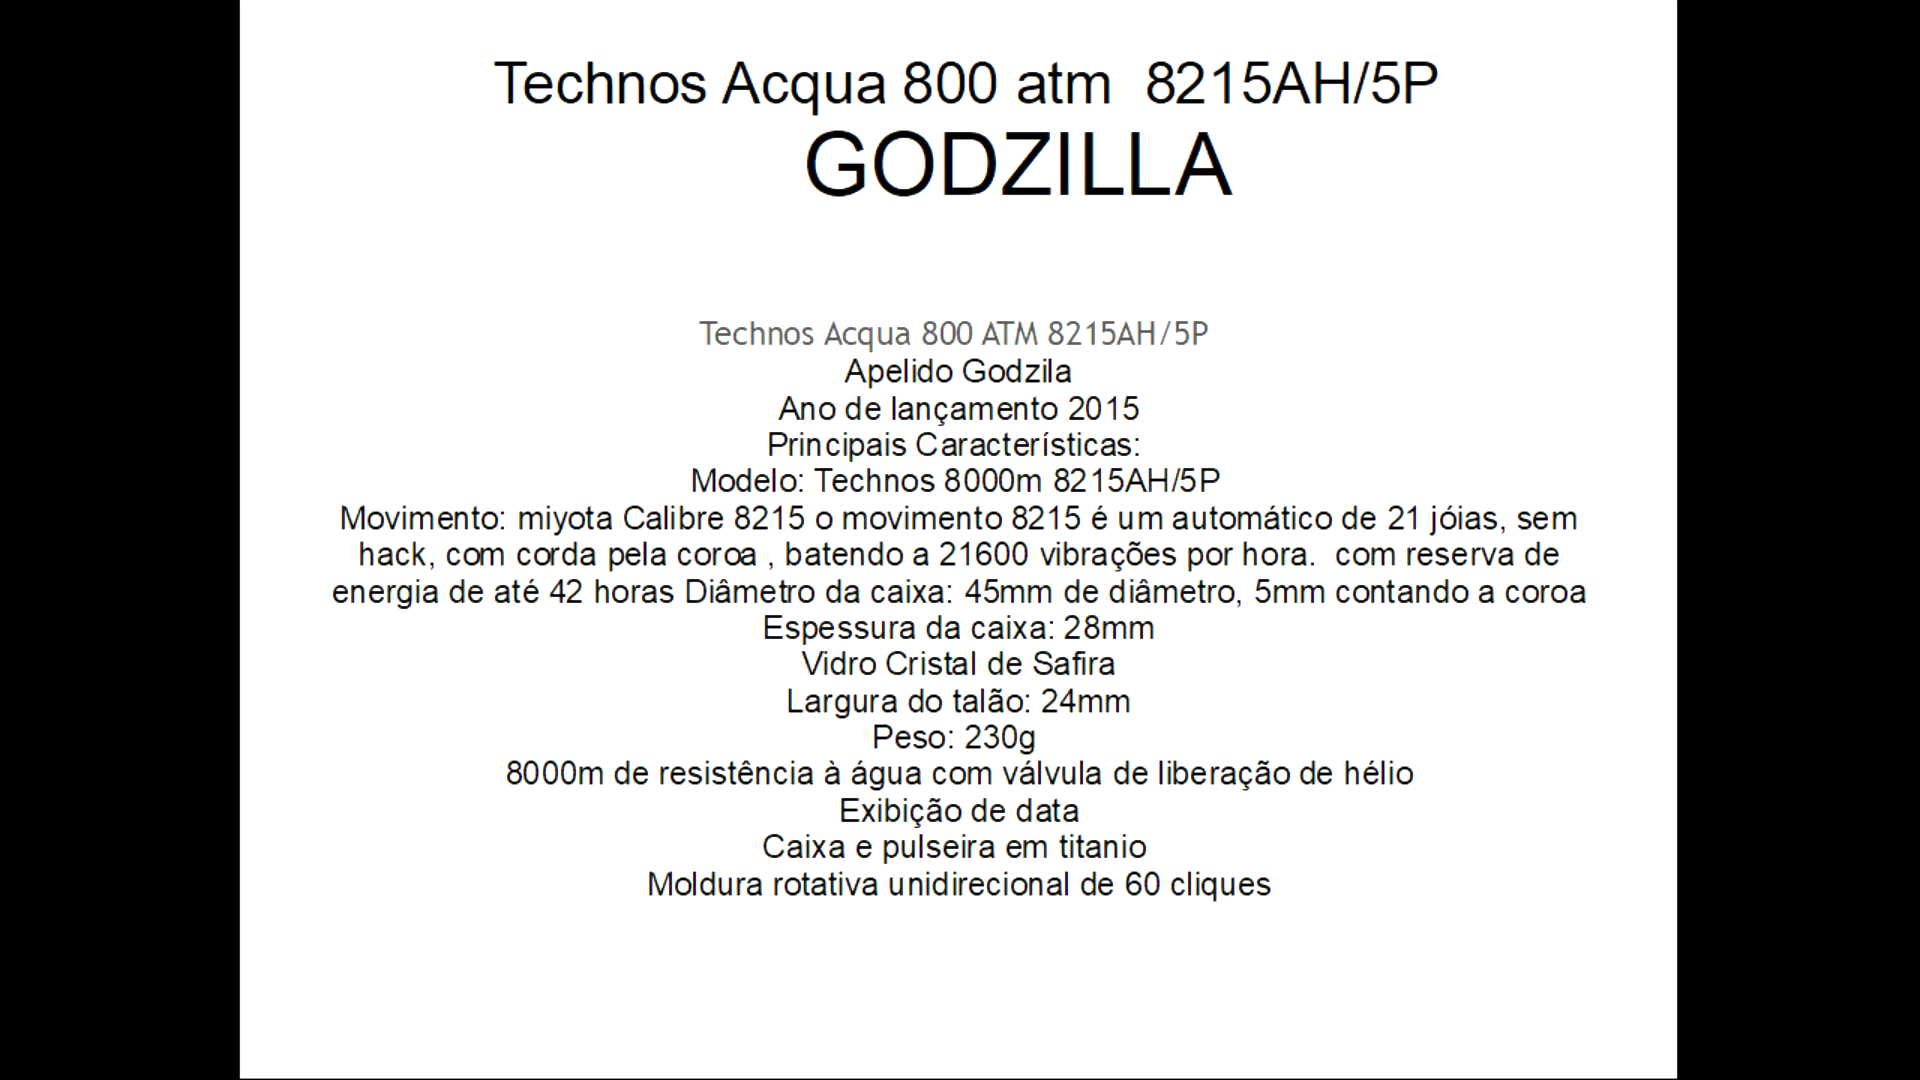 Technos Acqua 800 atm  8215AH/5P
GODZILLA
Technos Acqua 800 ATM 8215AH/5P
Apelido Godzila
Ano de lançamento 2015
Principais Características:
Modelo: Technos 8000m 8215AH/5P
Movimento: miyota Calibre 8215 o movimento 8215 é um automático de 21 jóias, sem
hack, com corda pela coroa , batendo a 21600 vibrações por hora.  com reserva de
energia de até 42 horas Diâmetro da caixa: 45mm de diâmetro, 5mm contando a coroa
Espessura da caixa: 28mm
Vidro Cristal de Safira
Largura do talão: 24mm
Peso: 230g
8000m de resistência à água com válvula de liberação de hélio
Exibição de data
Caixa e pulseira em titanio
Moldura rotativa unidirecional de 60 cliques